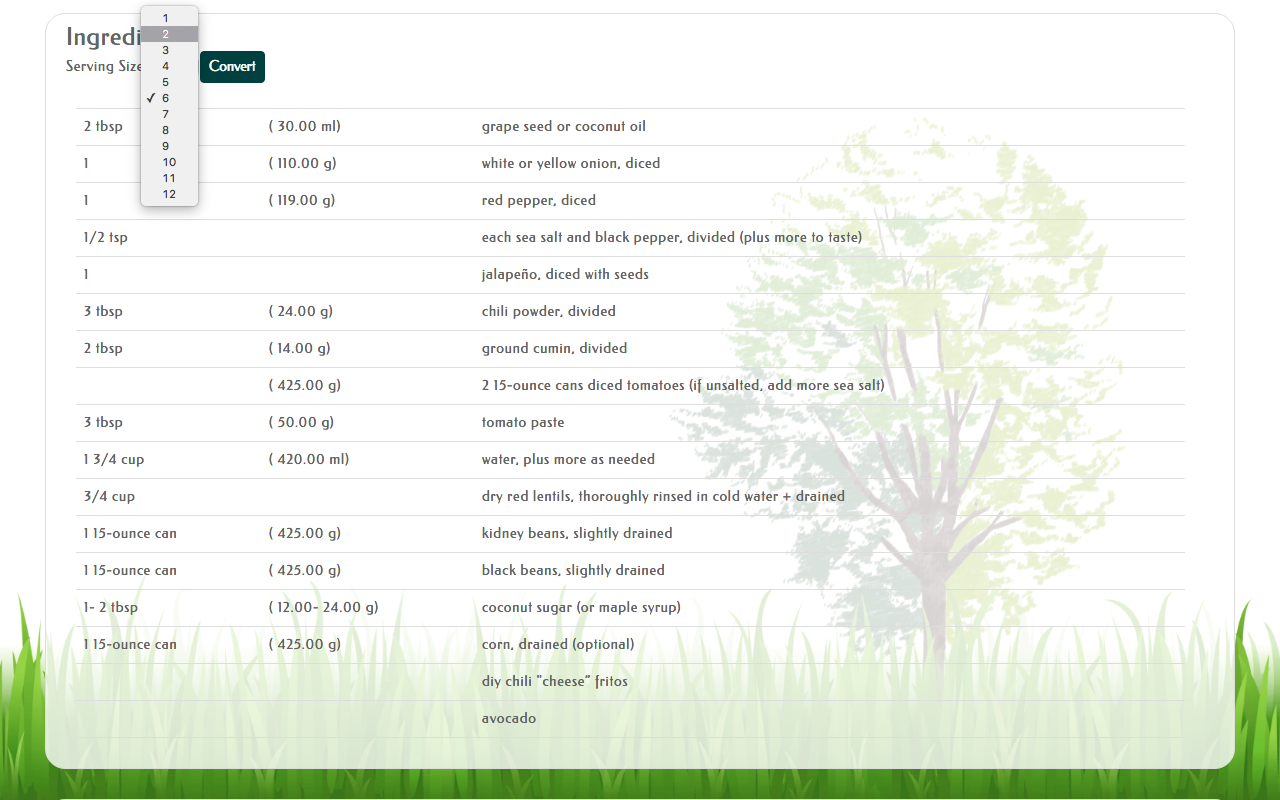 Ingredi
Serving Size
1
2
3
4
5
✓ 6
7
8
9
10
11
12
Convert
2 tbsp ( 30.00 ml) grape seed or coconut oil
1 ( 110.00 g) white or yellow onion, diced
1 ( 119.00 g) red pepper, diced
1/2 tsp each sea salt and black pepper, divided (plus more to taste)
1 jalapeño, diced with seeds
3 tbsp ( 24.00 g) chili powder, divided
2 tbsp ( 14.00 g) ground cumin, divided
( 425.00 g) 2 15-ounce cans diced tomatoes (if unsalted, add more sea salt)
3 tbsp ( 50.00 g) tomato paste
1 3/4 cup ( 420.00 ml) water, plus more as needed
3/4 cup dry red lentils, thoroughly rinsed in cold water + drained
1 15-ounce can ( 425.00 g) kidney beans, slightly drained
1 15-ounce can ( 425.00 g) black beans, slightly drained
1- 2 tbsp ( 12.00- 24.00 g) coconut sugar (or maple syrup)
1 15-ounce can ( 425.00 g) corn, drained (optional)
diy chili "cheese" fritos
avocado